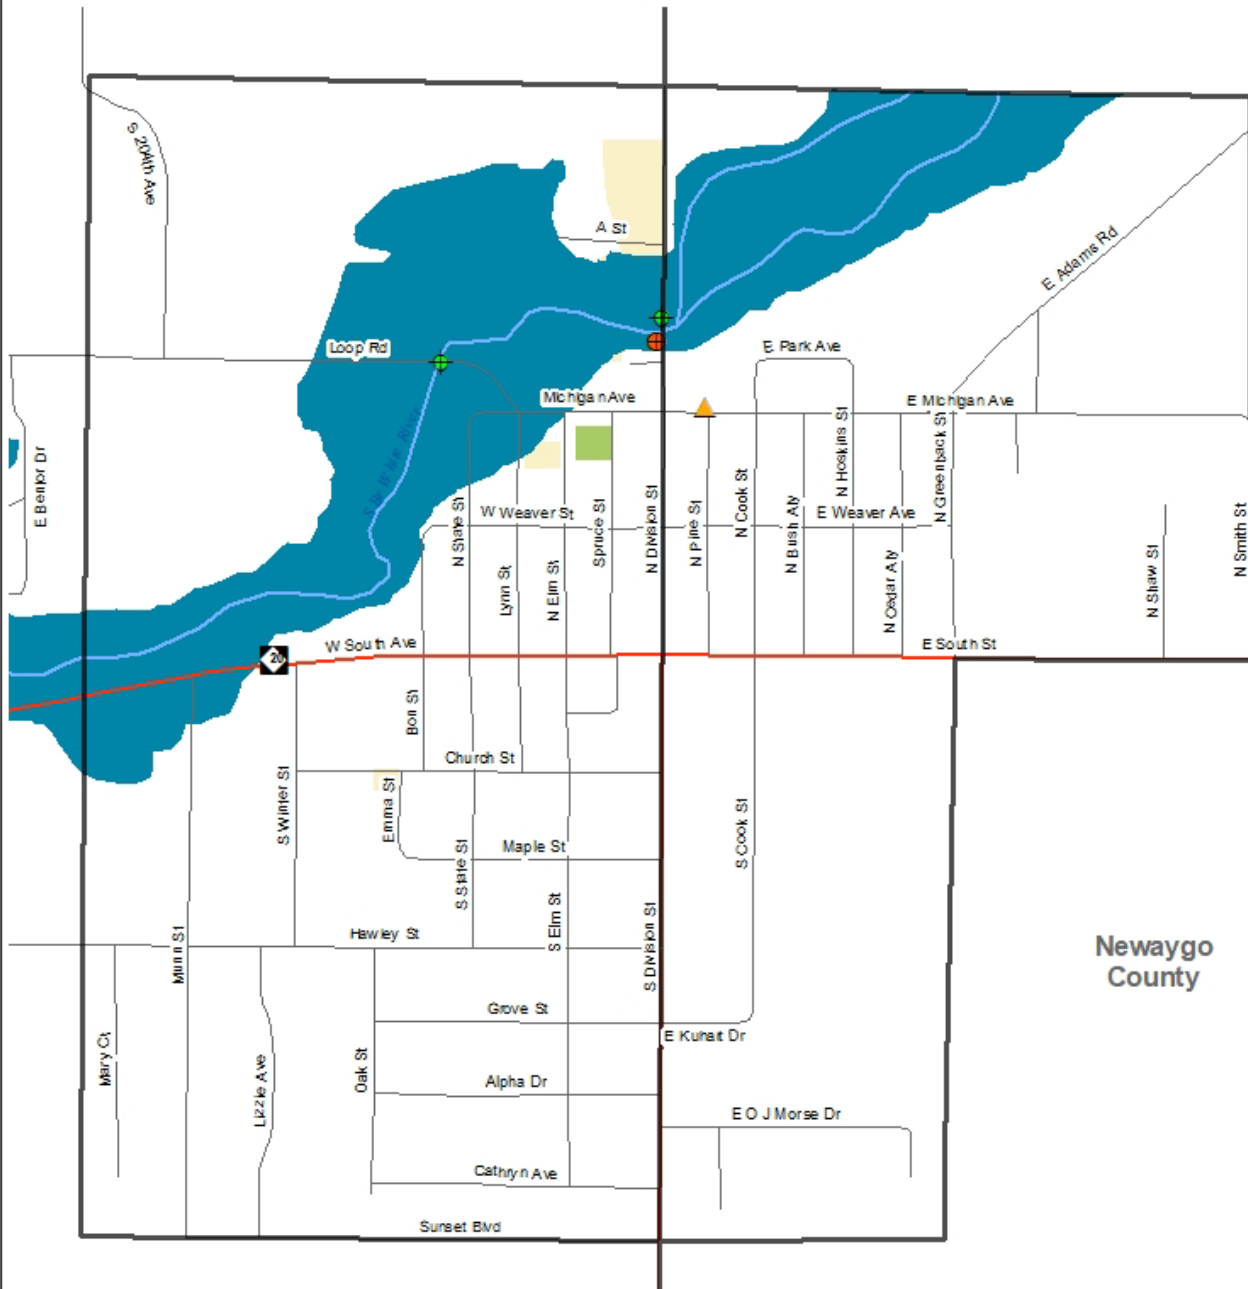 S 204th Ave
A St
E Adams Rd
Loop Rd
E Park Ave
Michigan Ave
E Michigan Ave
E Benor Dr
N State St
W Weaver St
Spruce St
N Division St
N Pine St
N Cook St
N Hoskins St
E Weaver Ave
N Greenback St
N Smith St
Lynn St
N Elm St
N Bush Aly
N Cedar Aly
N Shaw St
W South Ave
E South St
20
Bon St
Church St
S Winter St
Emma St
Maple St
S State St
S Cook St
Munn St
Hawley St
S Elm St
S Division St
Newaygo
County
Grove St
E Kuhait Dr
Mary Ct
Lizzie Ave
Oak St
Alpha Dr
E O J Morse Dr
Cathryn Ave
Sunset Blvd